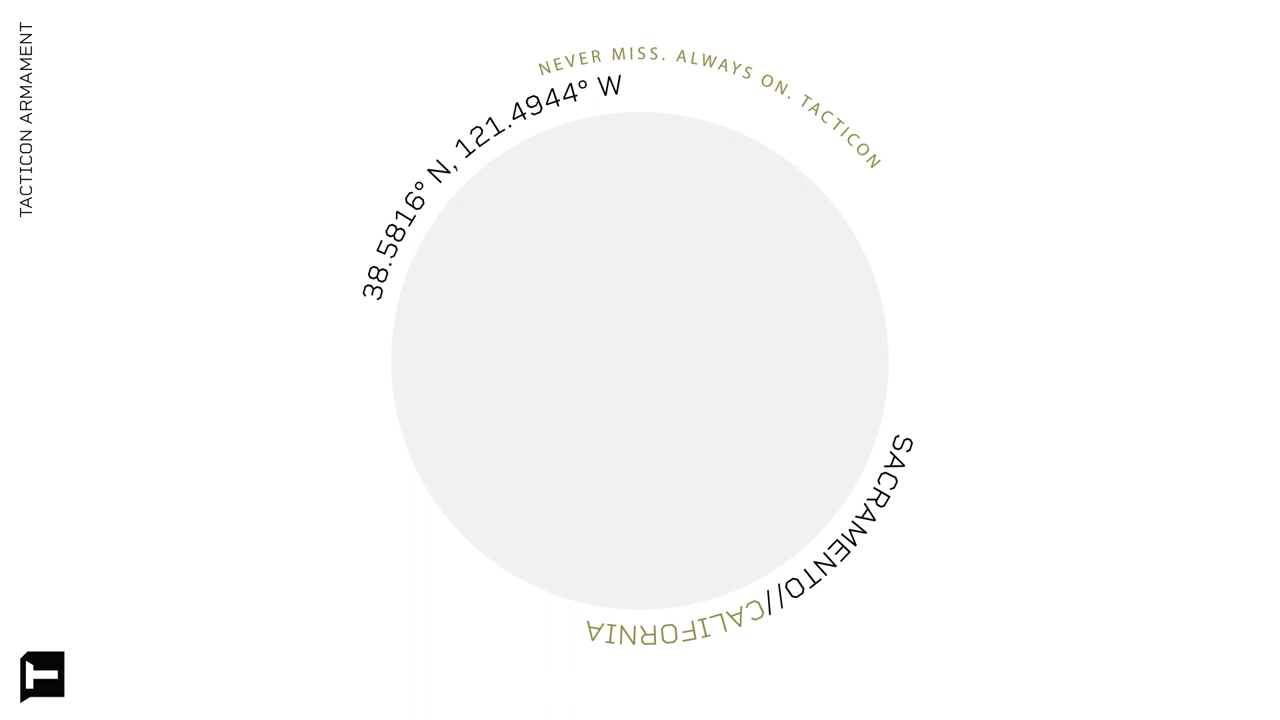 TACTICON ARMAMENT
NEVER MISS. ALWAYS ON. TACTICON
38.5816° N, 121.4944° W
SACRAMENTO//CALIFORNIA
T